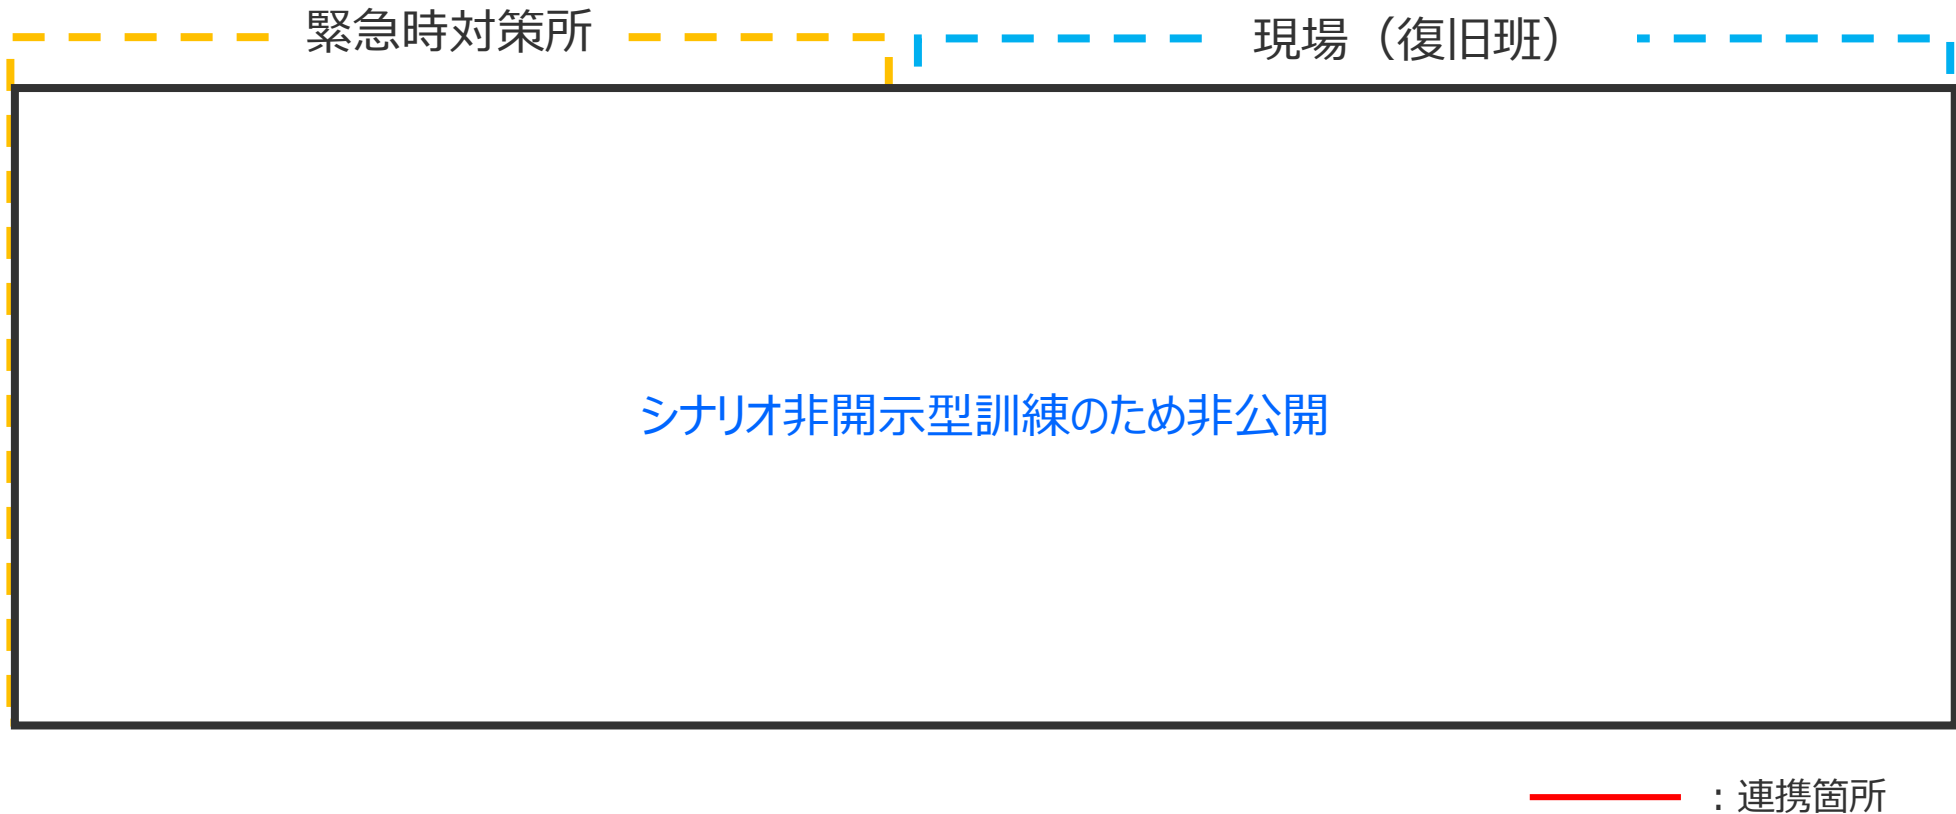 緊急時対策所
現場（復旧班）
シナリオ非開示型訓練のため非公開
：連携箇所